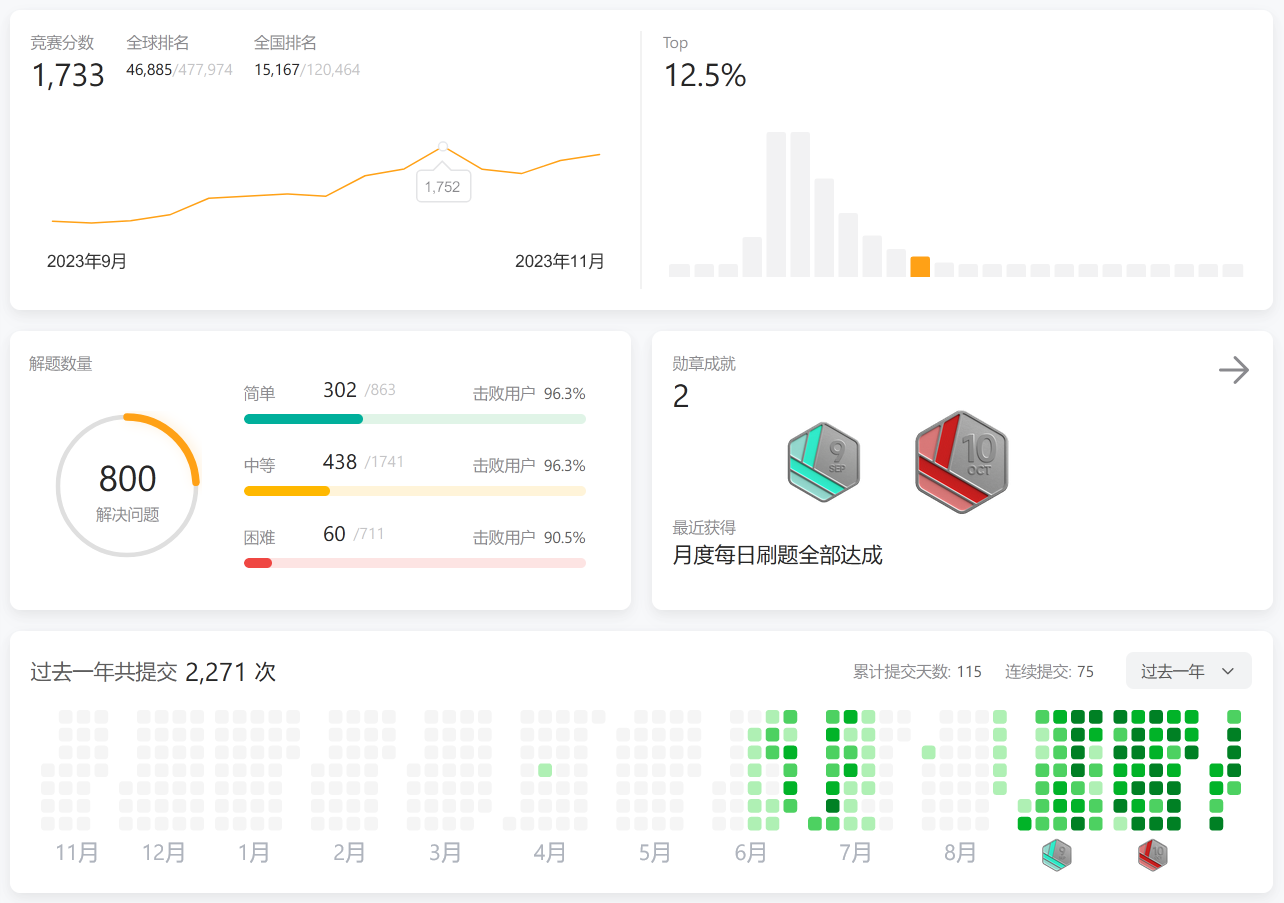 竞赛分数 全球排名 全国排名
1,733 46,885/477,974 15,167/120,464
1,752
2023年9月 2023年11月
Top
12.5%
解题数量
800
解决问题
简单 302 /863 击败用户 96.3%
中等 438 /1741 击败用户 96.3%
困难 60 /711 击败用户 90.5%
勋章成就
2
9
SEP
10
OCT
最近获得
月度每日刷题全部达成
过去一年共提交 2,271 次 累计提交天数: 115 连续提交: 75 过去一年
11月 12月 1月 2月 3月 4月 5月 6月 7月 8月 9 10